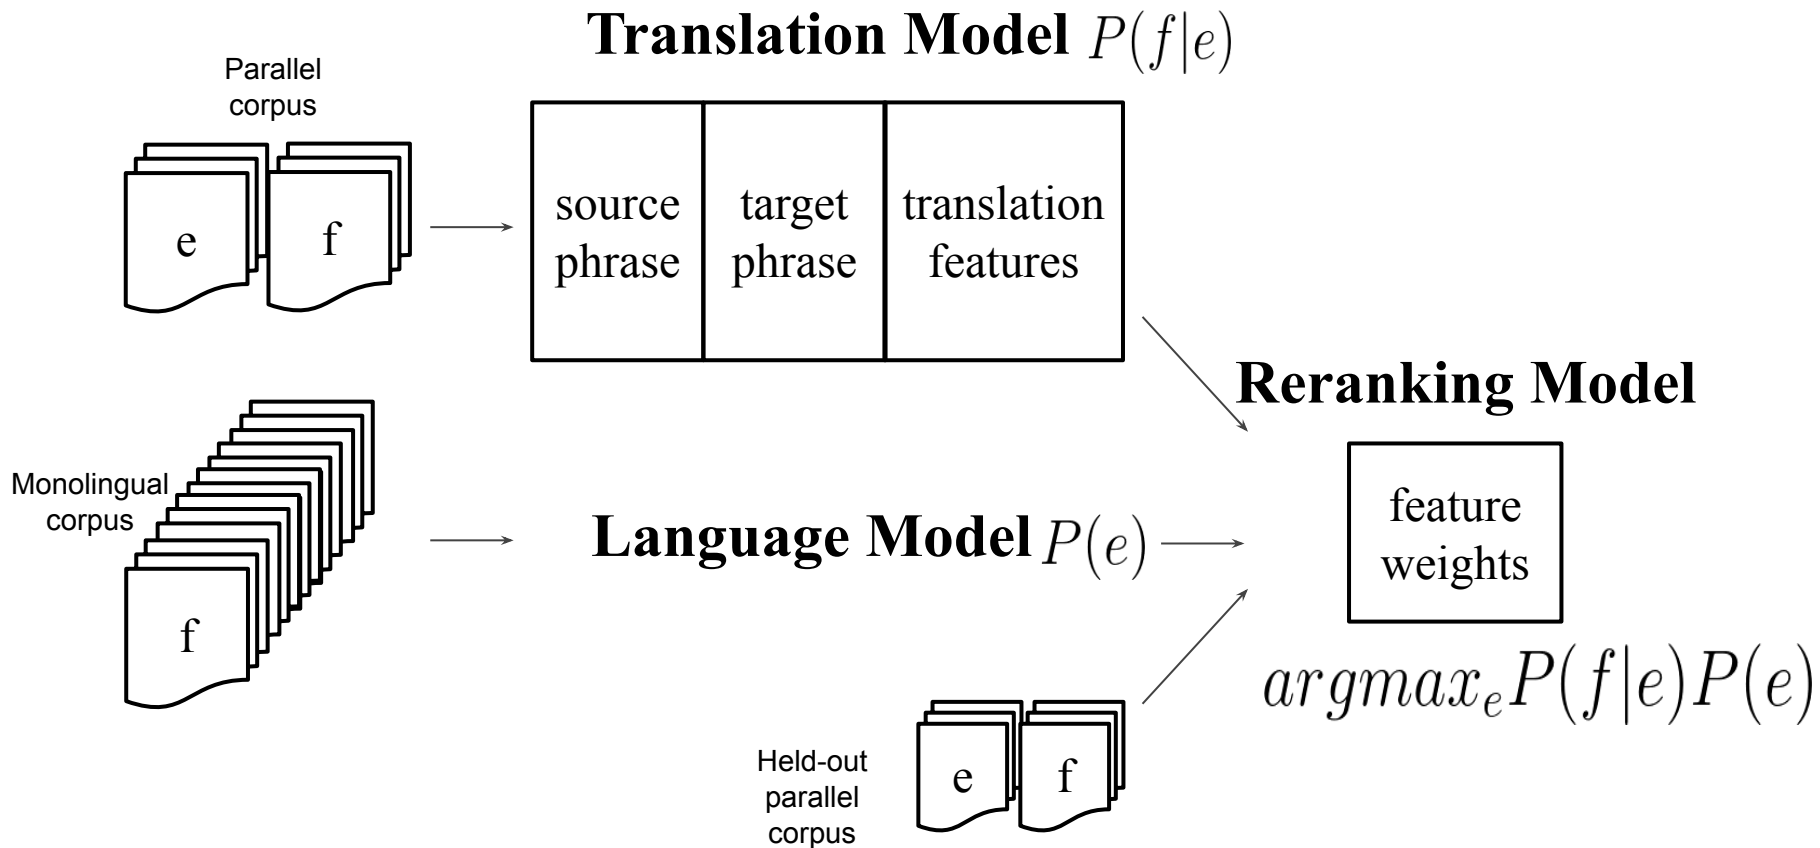 Translation Model P(f|e)
Parallel
corpus
e
f
source
phrase
target
phrase
translation
features
Reranking Model
Monolingual
corpus
f
Language Model P(e)
feature
weights
argmax_e P(f|e)P(e)
Held-out
parallel
corpus
e
f